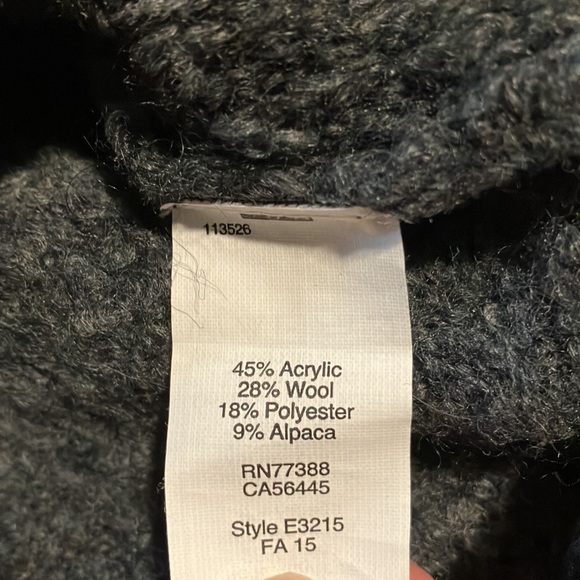 113526
45% Acrylic
28% Wool
18% Polyester
9% Alpaca
RN77388
CA56445
Style E3215
FA 15